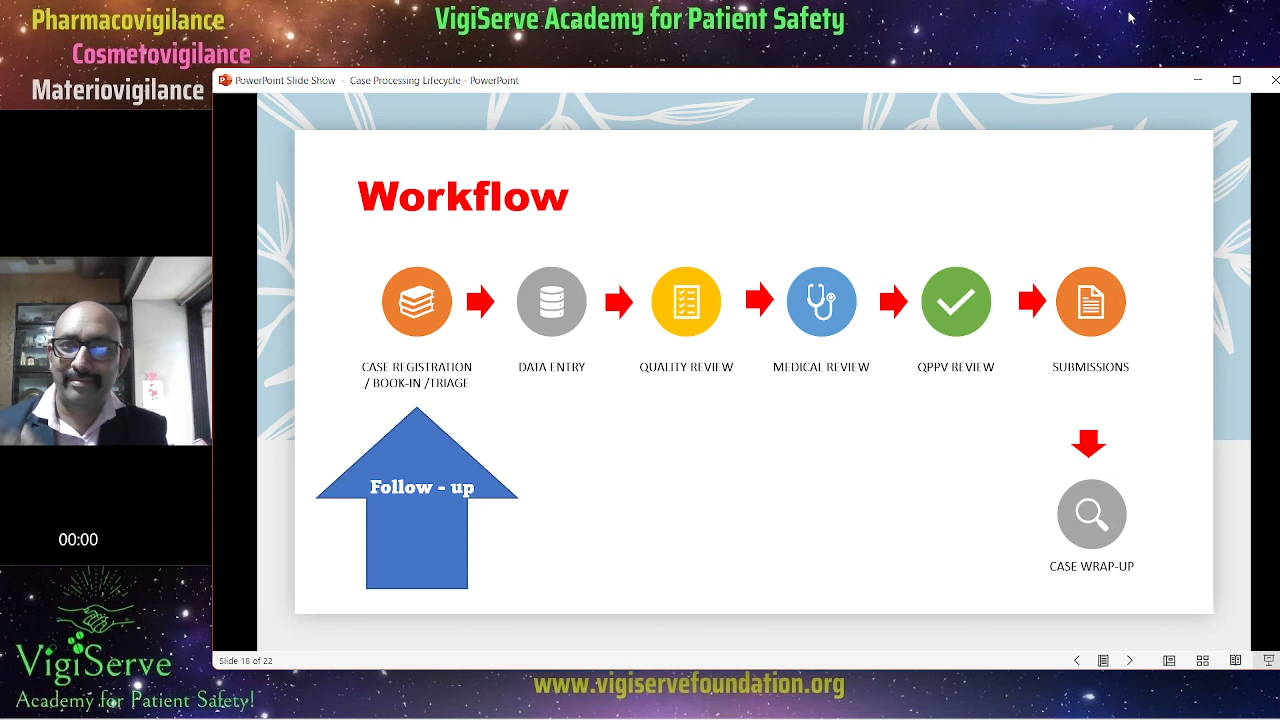 Pharmacovigilance
Cosmetovigilance
Materiovigilance
VigiServe Academy for Patient Safety
PowerPoint Slide Show - Case Processing Lifecycle - PowerPoint
Workflow
CASE REGISTRATION
/ BOOK-IN /TRIAGE
DATA ENTRY
QUALITY REVIEW
MEDICAL REVIEW
QPPV REVIEW
SUBMISSIONS
Follow - up
CASE WRAP-UP
00:00
Slide 18 of 22
VigiServe
Academy for Patient Safety!
www.vigiservefoundation.org